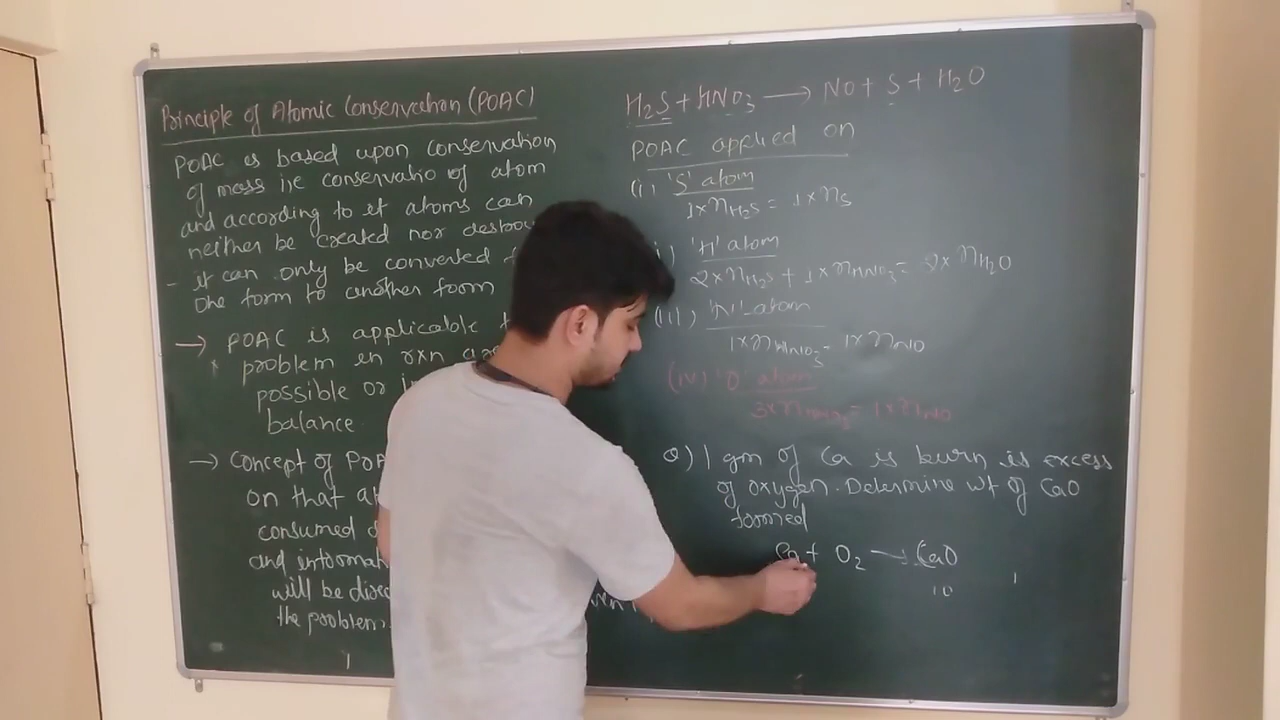 Principle of Atomic Conservation (POAC)
POAC is based upon conservation
of mass i;e conservatio of atom
and according to it atoms can
neither be created nor
- it can only be converted
one form to another form
→ POAC is applicable
problem in rxn
possible or
balance
→ Concept of
on that
consumed
and
will be
the problem.
H2S + HNO3 → NO + S + H2O
POAC applied on
(i) 'S' atom
1×nH2S = 1×nS
'H' atom
2×nH2S + 1×nHNO3 = 2×nH2O
(iii) 'N' atom
1×nHNO3 = 1×nNO
(iv) 'O' atom
3×nHNO3 = 1×nNO
Q) 1 gm of Ca is burn is excess
of oxygen. Determine wt of CaO
formed
Ca + O2 → CaO